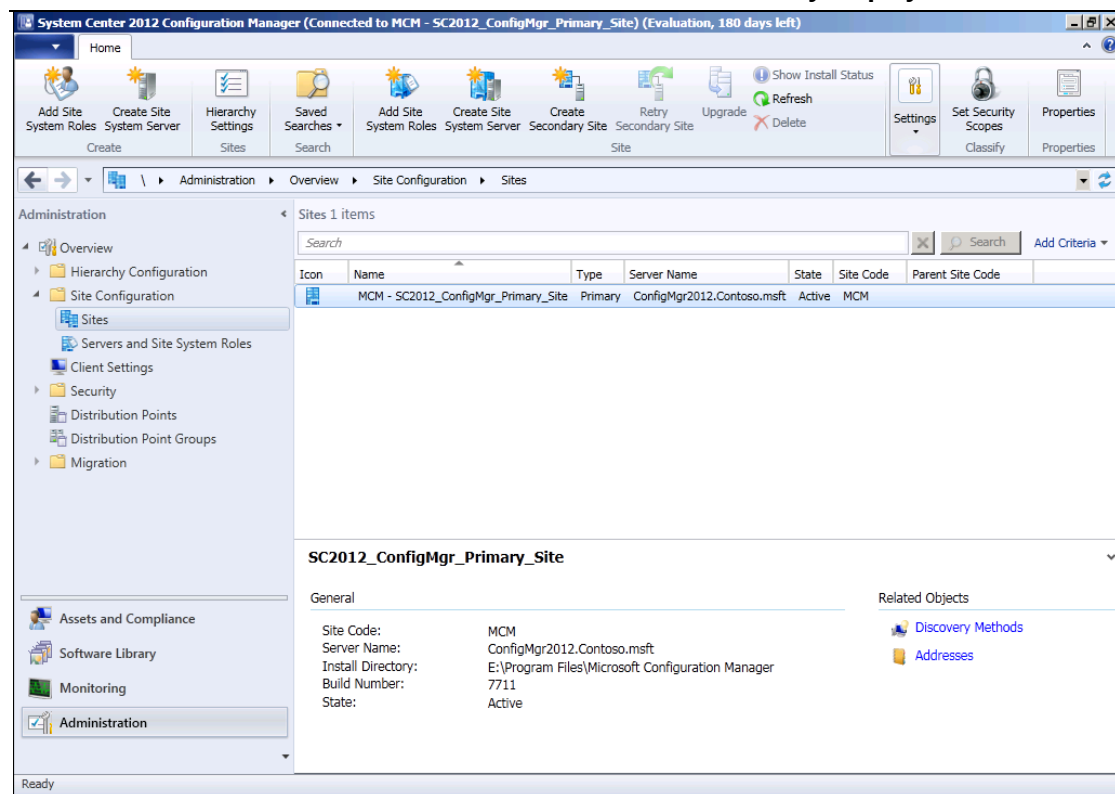 System Center 2012 Configuration Manager (Connected to MCM - SC2012_ConfigMgr_Primary_Site) (Evaluation, 180 days left)
Home
Add Site System Roles
Create Site System Server
Hierarchy Settings
Saved Searches
Add Site System Roles
Create Site System Server
Create Secondary Site
Retry Secondary Site
Upgrade
Show Install Status
Refresh
Delete
Settings
Set Security Scopes
Properties
Create
Sites
Search
Site
Classify
Properties
\ Administration Overview Site Configuration Sites
Administration
Overview
Hierarchy Configuration
Site Configuration
Sites
Servers and Site System Roles
Client Settings
Security
Distribution Points
Distribution Point Groups
Migration
Assets and Compliance
Software Library
Monitoring
Administration
Sites 1 items
Search
Search
Add Criteria
Icon Name Type Server Name State Site Code Parent Site Code
MCM - SC2012_ConfigMgr_Primary_Site Primary ConfigMgr2012.Contoso.msft Active MCM
SC2012_ConfigMgr_Primary_Site
General
Site Code: MCM
Server Name: ConfigMgr2012.Contoso.msft
Install Directory: E:\Program Files\Microsoft Configuration Manager
Build Number: 7711
State: Active
Related Objects
Discovery Methods
Addresses
Ready